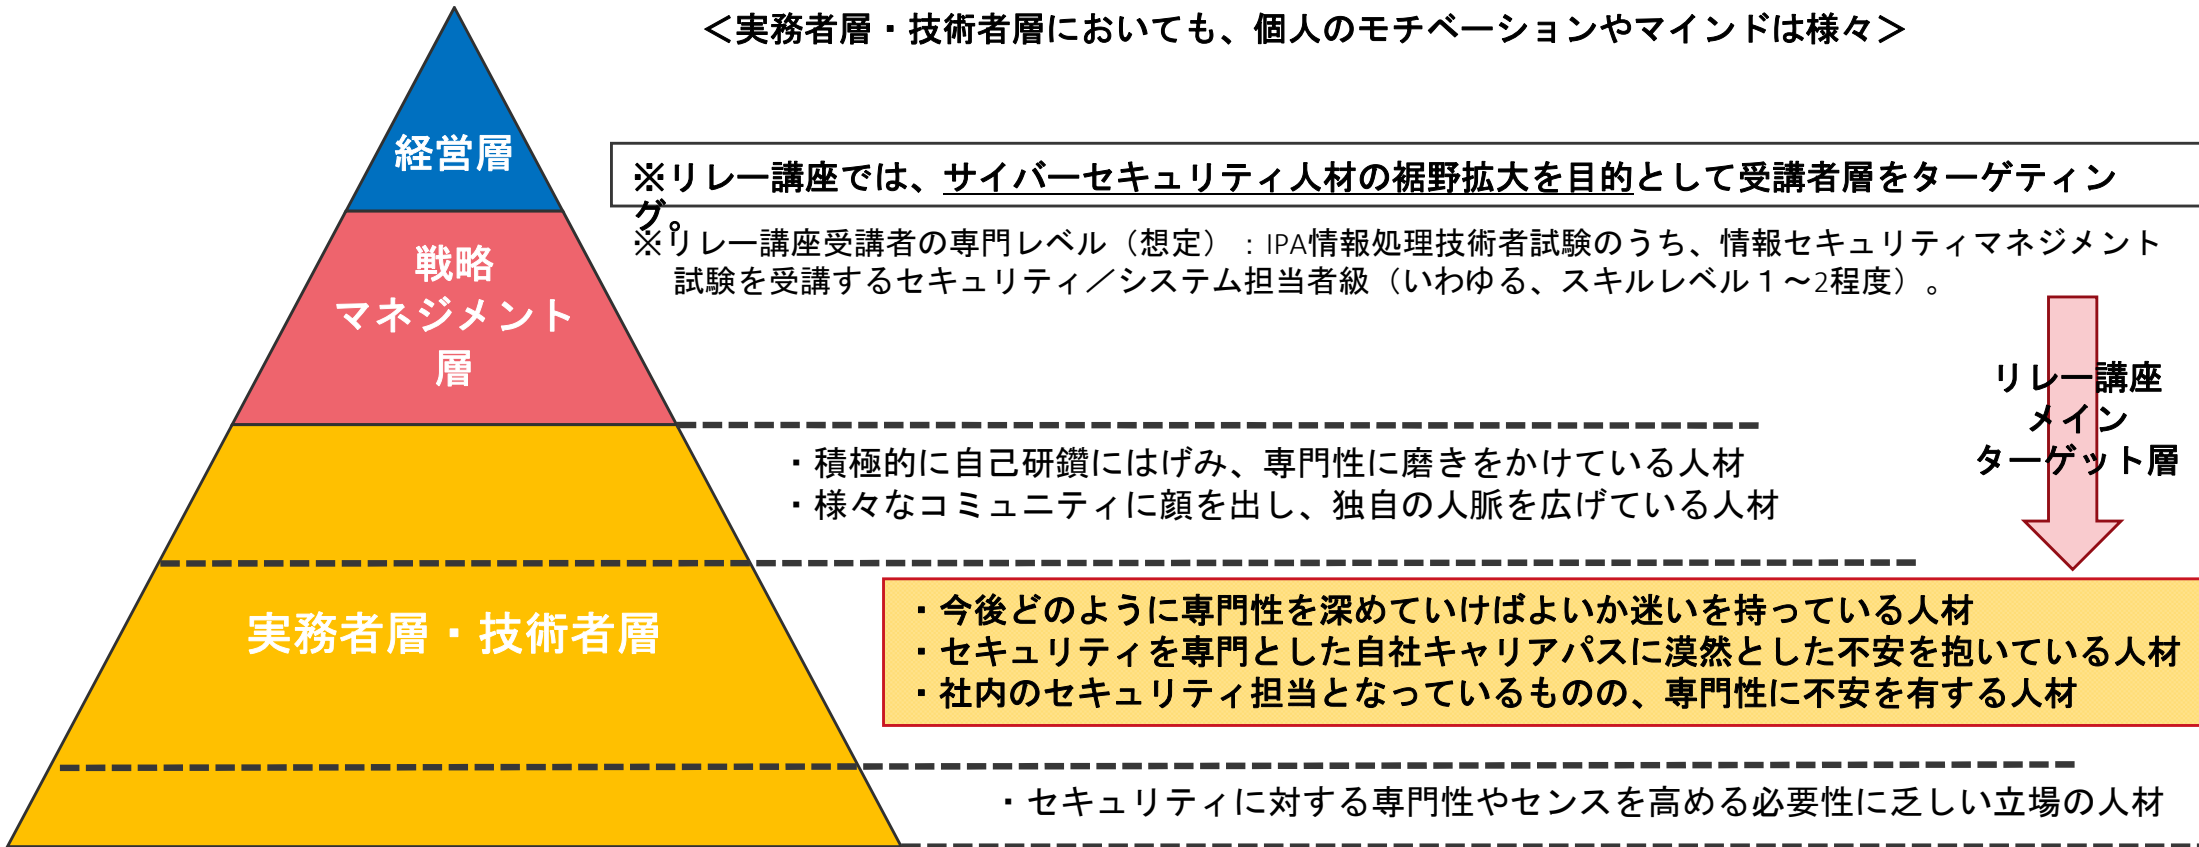 ＜実務者層・技術者層においても、個人のモチベーションやマインドは様々＞
経営層
※リレー講座では、サイバーセキュリティ人材の裾野拡大を目的として受講者層をターゲティン
グ。
※リレー講座受講者の専門レベル（想定）：IPA情報処理技術者試験のうち、情報セキュリティマネジメント
試験を受講するセキュリティ／システム担当者級（いわゆる、スキルレベル１～2程度）。
戦略
マネジメント
層
リレー講座
メイン
ターゲット層
・積極的に自己研鑽にはげみ、専門性に磨きをかけている人材
・様々なコミュニティに顔を出し、独自の人脈を広げている人材
実務者層・技術者層
・今後どのように専門性を深めていけばよいか迷いを持っている人材
・セキュリティを専門とした自社キャリアパスに漠然とした不安を抱いている人材
・社内のセキュリティ担当となっているものの、専門性に不安を有する人材
・セキュリティに対する専門性やセンスを高める必要性に乏しい立場の人材